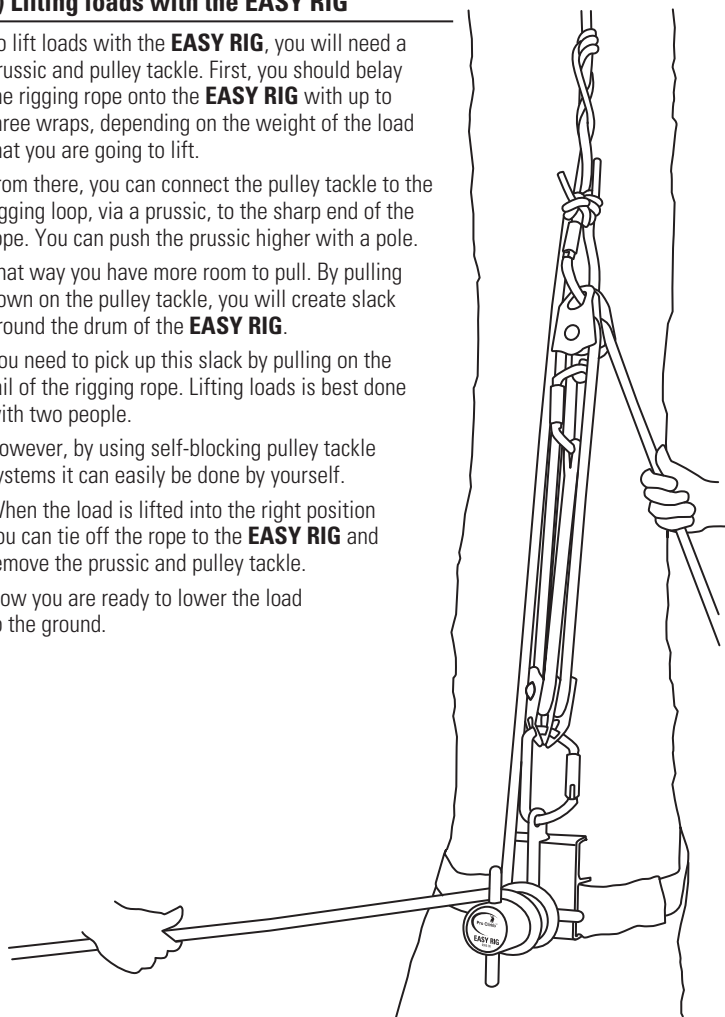 ) Lifting loads with the EASY RIG
o lift loads with the EASY RIG, you will need a
russic and pulley tackle. First, you should belay
he rigging rope onto the EASY RIG with up to
hree wraps, depending on the weight of the load
hat you are going to lift.
rom there, you can connect the pulley tackle to the
igging loop, via a prussic, to the sharp end of the
ope. You can push the prussic higher with a pole.
hat way you have more room to pull. By pulling
own on the pulley tackle, you will create slack
round the drum of the EASY RIG.
ou need to pick up this slack by pulling on the
ail of the rigging rope. Lifting loads is best done
with two people.
owever, by using self-blocking pulley tackle
ystems it can easily be done by yourself.
When the load is lifted into the right position
ou can tie off the rope to the EASY RIG and
emove the prussic and pulley tackle.
ow you are ready to lower the load
o the ground.
Pro Climb
EASY RIG